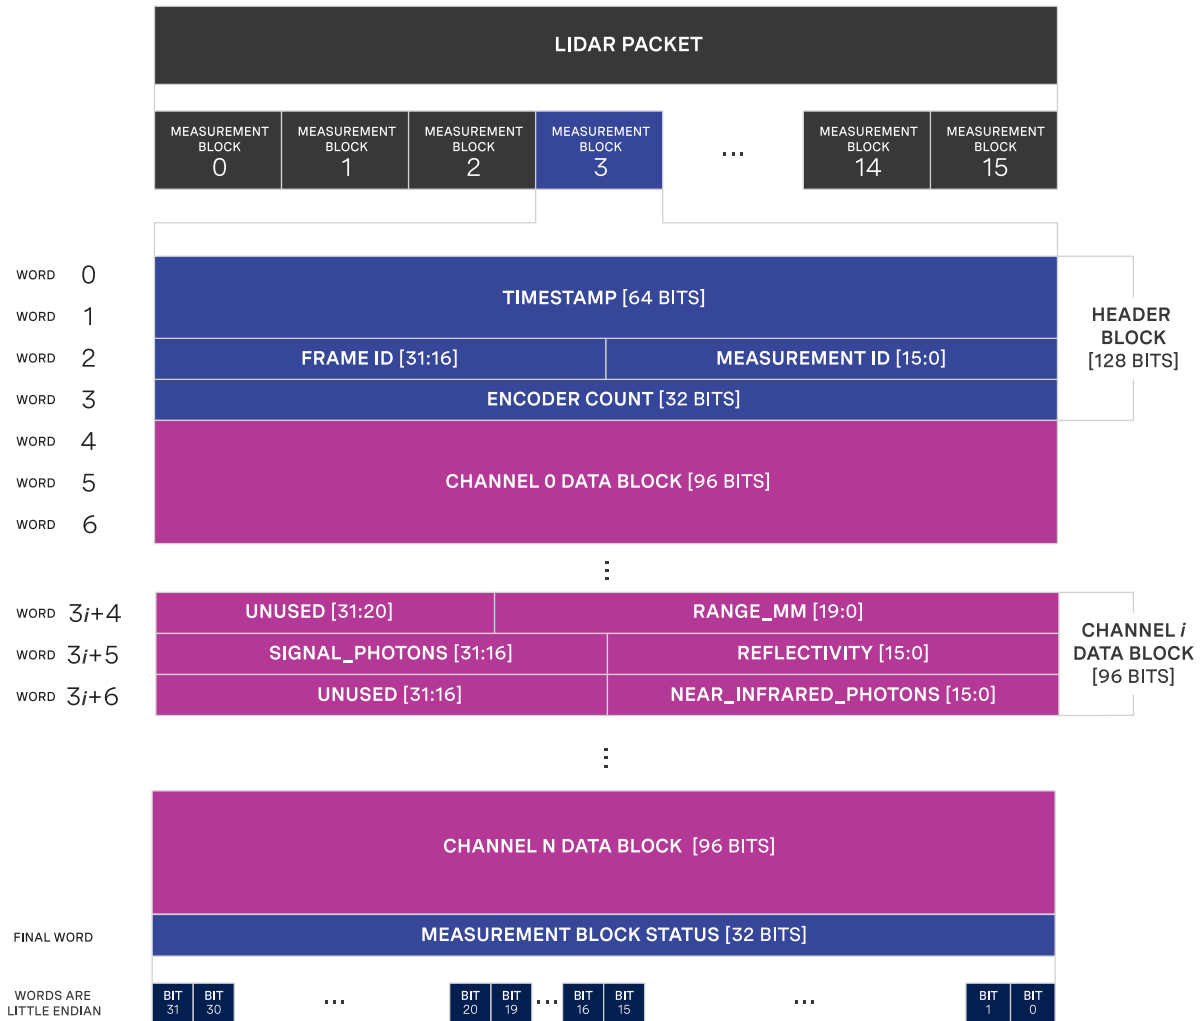 LIDAR PACKET
MEASUREMENT BLOCK 0
MEASUREMENT BLOCK 1
MEASUREMENT BLOCK 2
MEASUREMENT BLOCK 3
...
MEASUREMENT BLOCK 14
MEASUREMENT BLOCK 15
WORD 0
TIMESTAMP [64 BITS]
WORD 1
HEADER
BLOCK
[128 BITS]
WORD 2
FRAME ID [31:16]
MEASUREMENT ID [15:0]
WORD 3
ENCODER COUNT [32 BITS]
WORD 4
WORD 5
CHANNEL 0 DATA BLOCK [96 BITS]
WORD 6
...
WORD 3i+4
UNUSED [31:20]
RANGE_MM [19:0]
WORD 3i+5
SIGNAL_PHOTONS [31:16]
REFLECTIVITY [15:0]
CHANNEL i
DATA BLOCK
[96 BITS]
WORD 3i+6
UNUSED [31:16]
NEAR_INFRARED_PHOTONS [15:0]
...
CHANNEL N DATA BLOCK [96 BITS]
FINAL WORD
MEASUREMENT BLOCK STATUS [32 BITS]
WORDS ARE
LITTLE ENDIAN
BIT 31
BIT 30
...
BIT 20
BIT 19
...
BIT 16
BIT 15
...
BIT 1
BIT 0